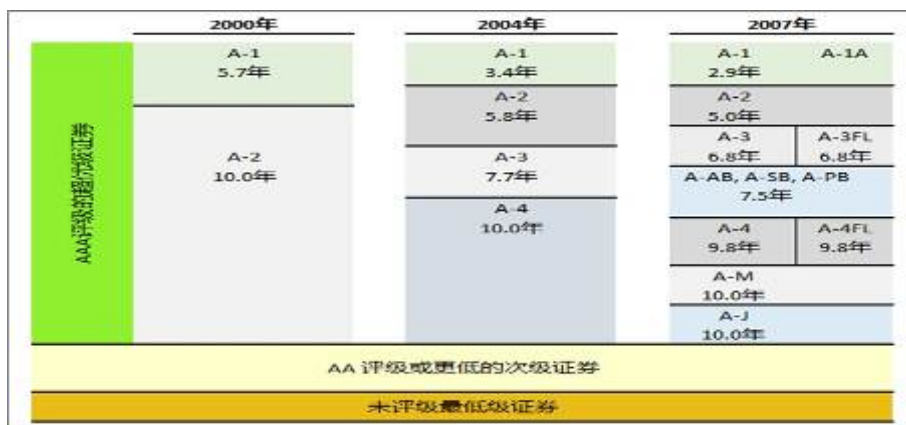 2000年
2004年
2007年
AAA评级的超优级证券
A-1
5.7年
A-2
10.0年
A-1
3.4年
A-2
5.8年
A-3
7.7年
A-4
10.0年
A-1 A-1A
2.9年
A-2
5.0年
A-3 A-3FL
6.8年 6.8年
A-AB, A-SB, A-PB
7.5年
A-4 A-4FL
9.8年 9.8年
A-M
10.0年
A-J
10.0年
AA 评级或更低的次级证券
未评级最低级证券